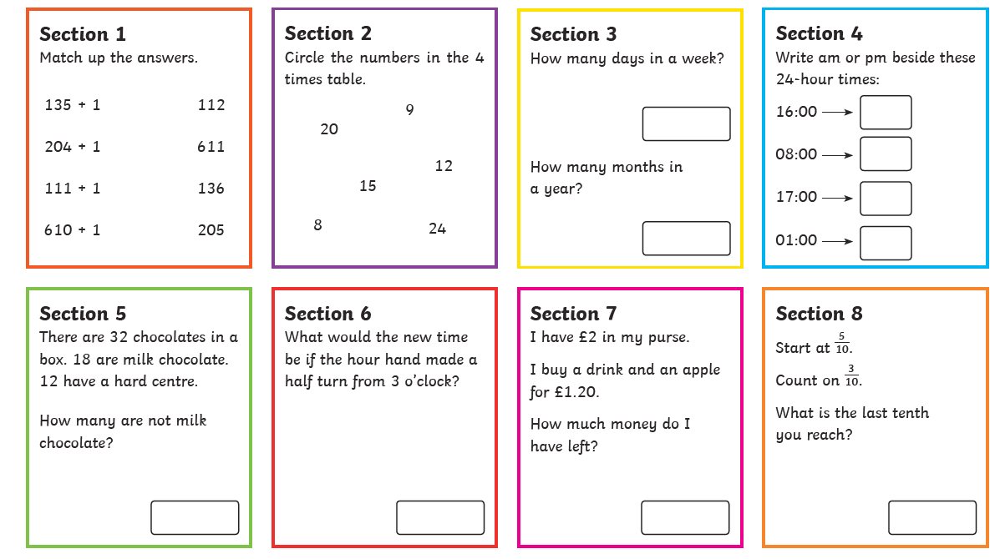 Section 1
Match up the answers.
135 + 1 112
204 + 1 611
111 + 1 136
610 + 1 205
Section 2
Circle the numbers in the 4
times table.
9
20
12
15
8
24
Section 3
How many days in a week?
How many months in
a year?
Section 4
Write am or pm beside these
24-hour times:
16:00
08:00
17:00
01:00
Section 5
There are 32 chocolates in a
box. 18 are milk chocolate.
12 have a hard centre.
How many are not milk
chocolate?
Section 6
What would the new time
be if the hour hand made a
half turn from 3 o’clock?
Section 7
I have £2 in my purse.
I buy a drink and an apple
for £1.20.
How much money do I
have left?
Section 8
Start at 5/10.
Count on 3/10.
What is the last tenth
you reach?